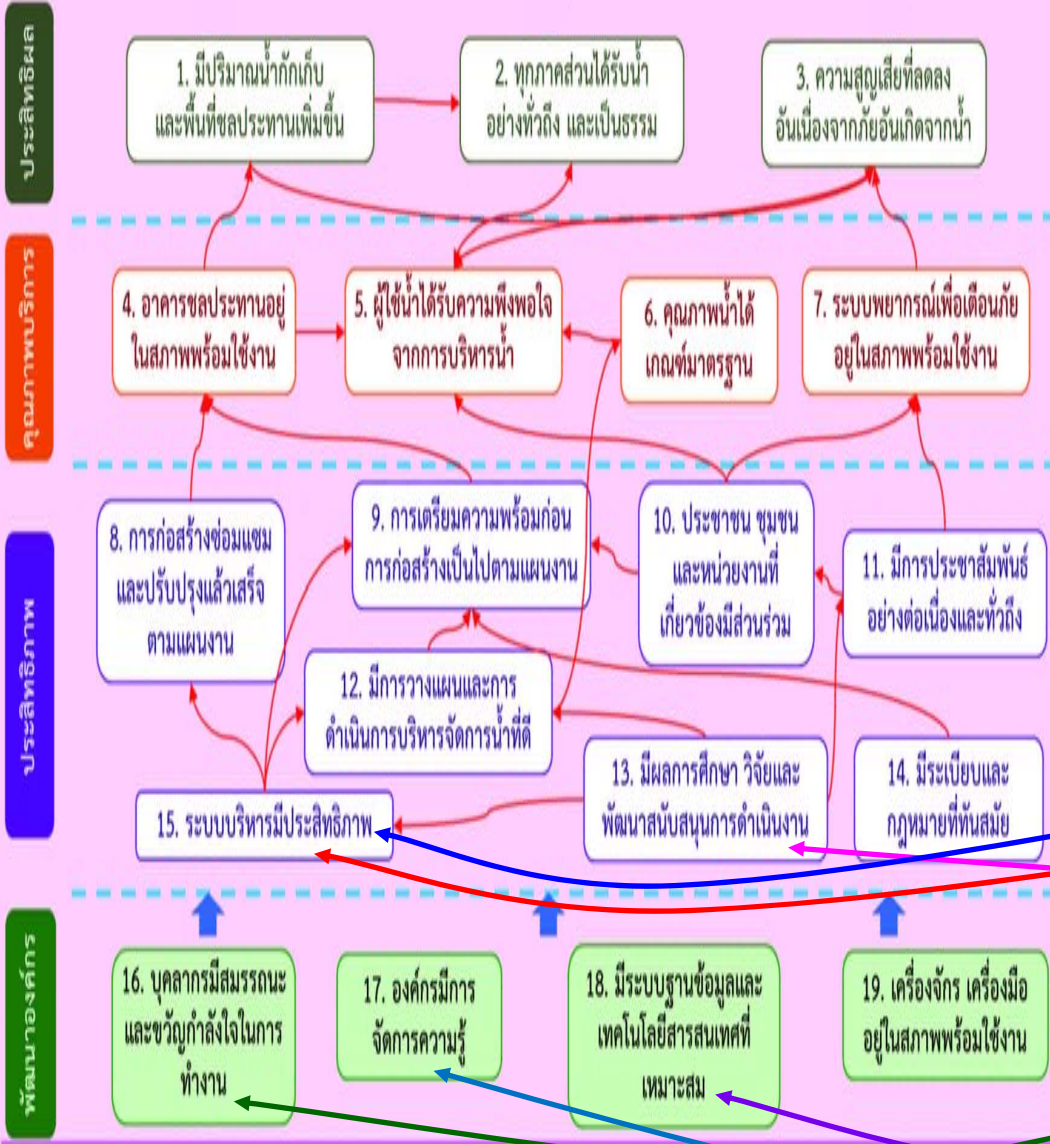 ประสิทธิผล
1. มีปริมาณน้ำกักเก็บ
และพื้นที่ชลประทานเพิ่มขึ้น
2. ทุกภาคส่วนได้รับน้ำ
อย่างทั่วถึง และเป็นธรรม
3. ความสูญเสียที่ลดลง
อันเนื่องจากภัยอันเกิดจากน้ำ
คุณภาพบริการ
4. อาคารชลประทานอยู่
ในสภาพพร้อมใช้งาน
5. ผู้ใช้น้ำได้รับความพึงพอใจ
จากการบริหารน้ำ
6. คุณภาพน้ำได้
เกณฑ์มาตรฐาน
7. ระบบพยากรณ์เพื่อเตือนภัย
อยู่ในสภาพพร้อมใช้งาน
ประสิทธิภาพ
8. การก่อสร้างซ่อมแซม
และปรับปรุงแล้วเสร็จ
ตามแผนงาน
9. การเตรียมความพร้อมก่อน
การก่อสร้างเป็นไปตามแผนงาน
10. ประชาชน ชุมชน
และหน่วยงานที่
เกี่ยวข้องมีส่วนร่วม
11. มีการประชาสัมพันธ์
อย่างต่อเนื่องและทั่วถึง
12. มีการวางแผนและการ
ดำเนินการบริหารจัดการน้ำที่ดี
13. มีผลการศึกษา วิจัยและ
พัฒนาสนับสนุนการดำเนินงาน
14. มีระเบียบและ
กฎหมายที่ทันสมัย
15. ระบบบริหารมีประสิทธิภาพ
พัฒนาองค์กร
16. บุคลากรมีสมรรถนะ
และขวัญกำลังใจในการ
ทำงาน
17. องค์กรมีการ
จัดการความรู้
18. มีระบบฐานข้อมูลและ
เทคโนโลยีสารสนเทศที่
เหมาะสม
19. เครื่องจักร เครื่องมือ
อยู่ในสภาพพร้อมใช้งาน